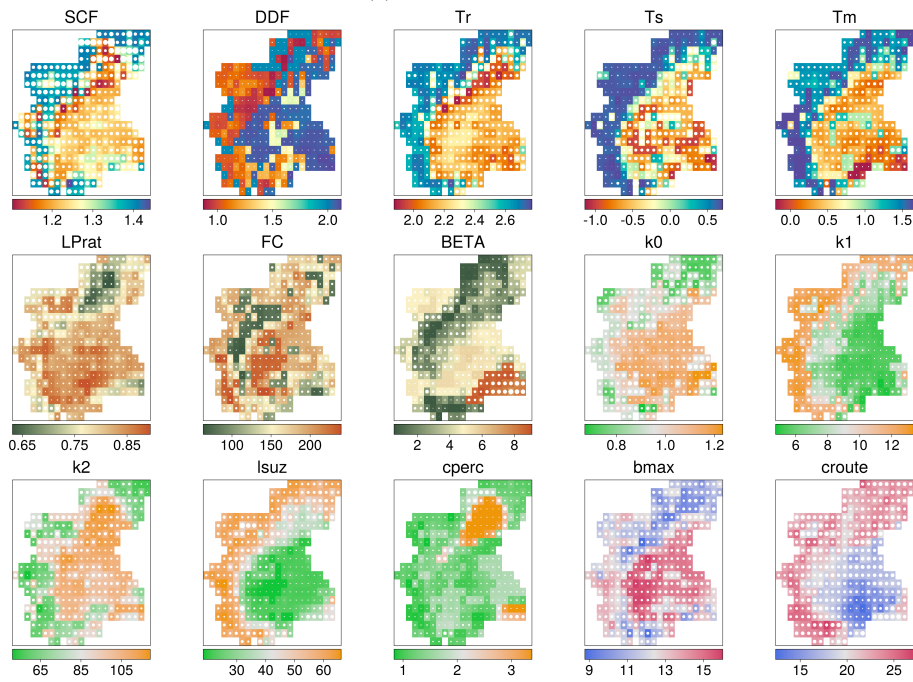 SCF DDF Tr Ts Tm
1.2 1.3 1.4 1.0 1.5 2.0 2.0 2.2 2.4 2.6 -1.0 -0.5 0.0 0.5 0.0 0.5 1.0 1.5
LPrat FC BETA k0 k1
0.65 0.75 0.85 100 150 200 2 4 6 8 0.8 1.0 1.2 6 8 10 12
k2 lsuz cperc bmax croute
65 85 105 30 40 50 60 1 2 3 9 11 13 15 15 20 25